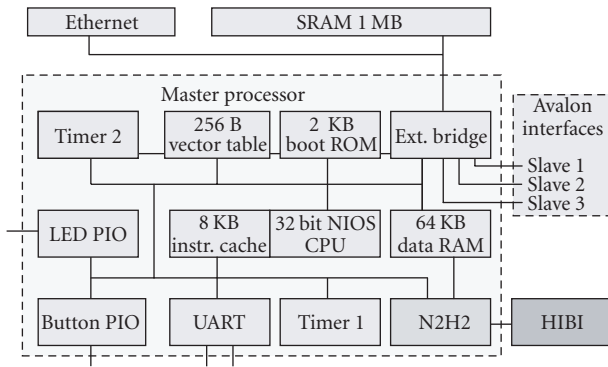 Ethernet
SRAM 1 MB
Master processor
Avalon
interfaces
Timer 2
256 B
vector table
2 KB
boot ROM
Ext. bridge
Slave 1
Slave 2
Slave 3
LED PIO
8 KB
instr. cache
32 bit NIOS
CPU
64 KB
data RAM
Button PIO
UART
Timer 1
N2H2
HIBI